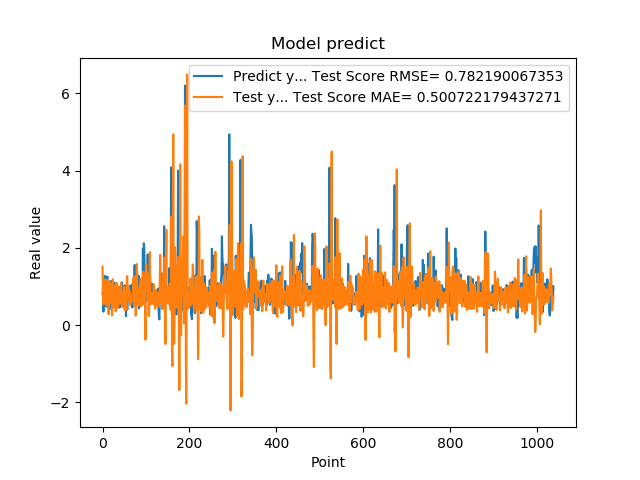 Model predict
Predict y... Test Score RMSE= 0.782190067353
Test y... Test Score MAE= 0.500722179437271
Real value
6
4
2
0
−2
0 200 400 600 800 1000
Point